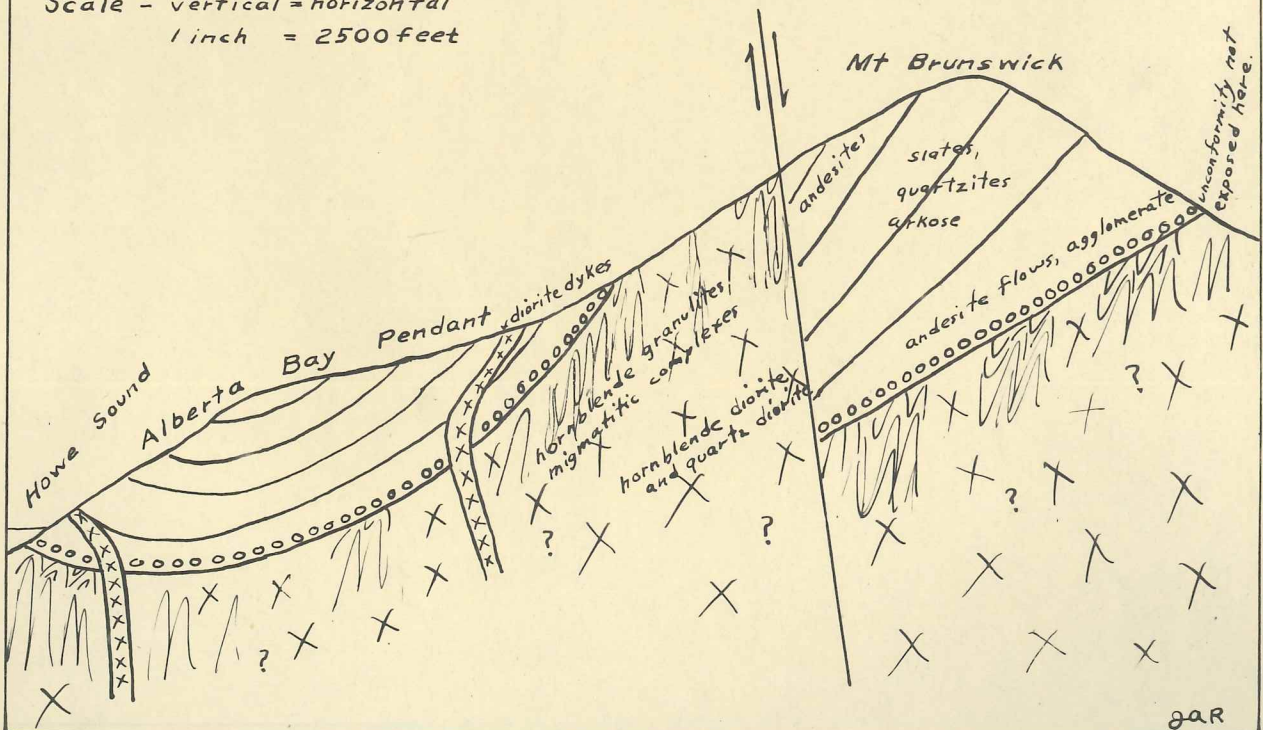 Scale - vertical = horizontal
1 inch = 2500 feet
Mt Brunswick
unconformity not
exposed here.
andesites
slates,
quartzites
arkose
andesite flows, agglomerate
diorite dykes
Howe Sound
Alberta Bay Pendant
hornblende granulites,
migmatitic complexes
hornblende diorite
and quartz diorite
?
?
?
?
?
JaR